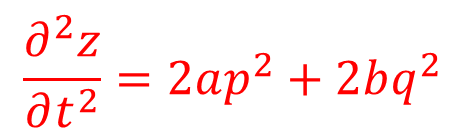 ∂²z/∂t² = 2ap² + 2bq²